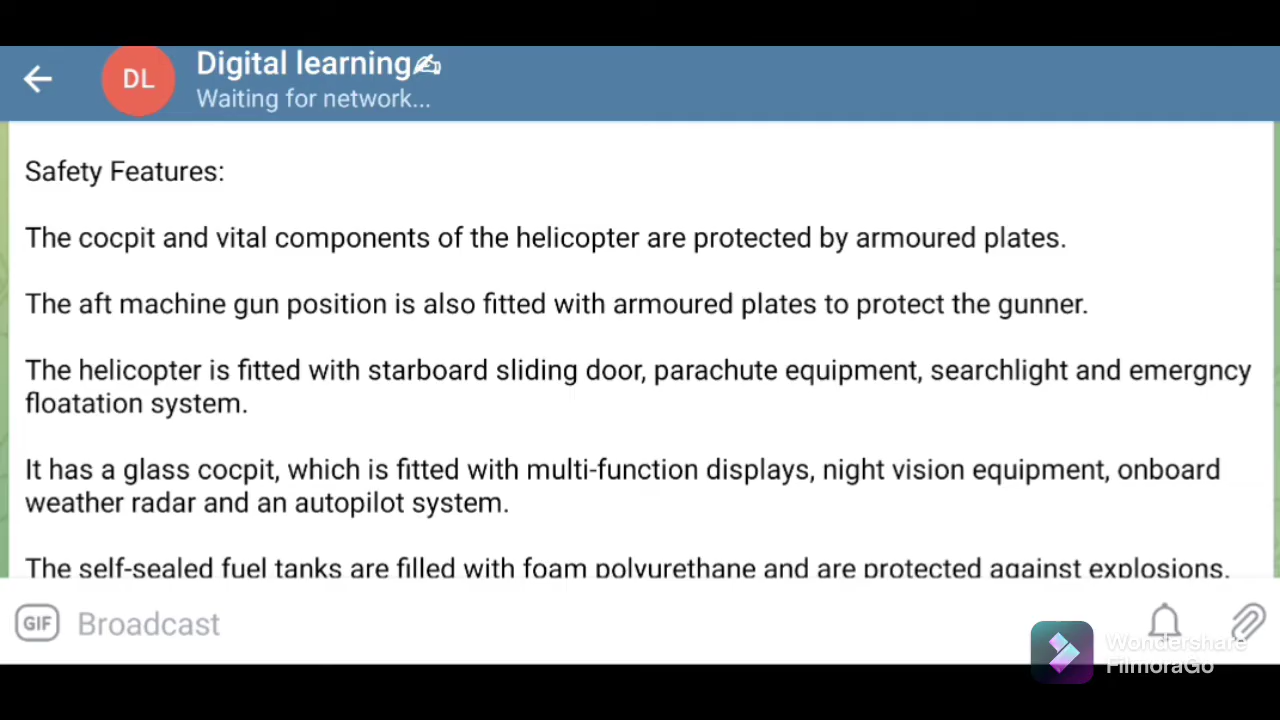 DL
Digital learning✍
Waiting for network...
Safety Features:
The cocpit and vital components of the helicopter are protected by armoured plates.
The aft machine gun position is also fitted with armoured plates to protect the gunner.
The helicopter is fitted with starboard sliding door, parachute equipment, searchlight and emergncy
floatation system.
It has a glass cocpit, which is fitted with multi-function displays, night vision equipment, onboard
weather radar and an autopilot system.
The self-sealed fuel tanks are filled with foam polyurethane and are protected against explosions.
GIF
Broadcast
Wondershare
FilmoraGo